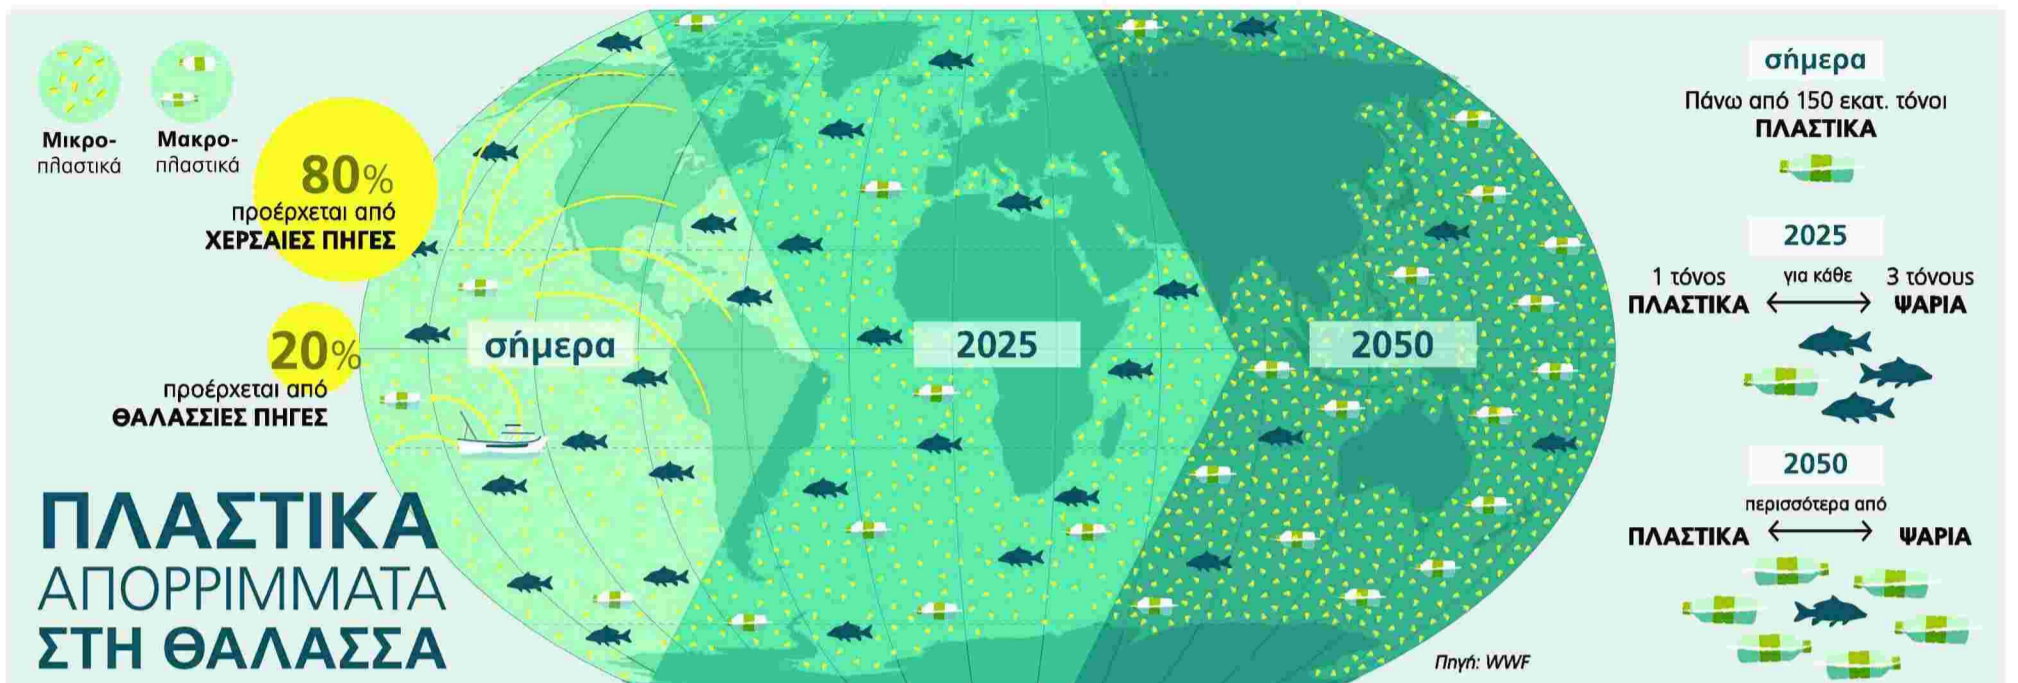 Μικρο-
πλαστικά
Μακρο-
πλαστικά
80%
προέρχεται από
ΧΕΡΣΑΙΕΣ ΠΗΓΕΣ
20%
προέρχεται από
ΘΑΛΑΣΣΙΕΣ ΠΗΓΕΣ
ΠΛΑΣΤΙΚΑ
ΑΠΟΡΡΙΜΜΑΤΑ
ΣΤΗ ΘΑΛΑΣΣΑ
σήμερα
2025
2050
σήμερα
Πάνω από 150 εκατ. τόνοι
ΠΛΑΣΤΙΚΑ
2025
1 τόνος για κάθε 3 τόνους
ΠΛΑΣΤΙΚΑ ΨΑΡΙΑ
2050
περισσότερα από
ΠΛΑΣΤΙΚΑ ΨΑΡΙΑ
Πηγή: WWF